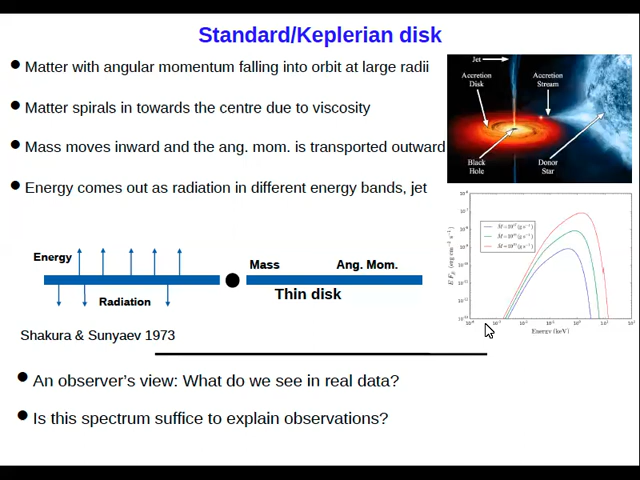 Standard/Keplerian disk
Matter with angular momentum falling into orbit at large radii
Matter spirals in towards the centre due to viscosity
Mass moves inward and the ang. mom. is transported outward
Energy comes out as radiation in different energy bands, jet
Jet
Accretion
Disk
Accretion
Stream
Black
Hole
Donor
Star
Energy
Radiation
Mass
Ang. Mom.
Thin disk
Energy (keV)
Shakura & Sunyaev 1973
An observer's view: What do we see in real data?
Is this spectrum suffice to explain observations?